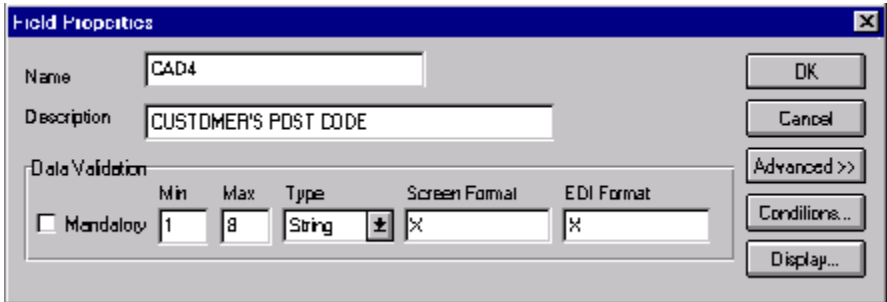 Field Properties
Name CAD4 OK
Description CUSTOMER'S POST CODE Cancel
Data Validation Advanced >>
Min Max Type Screen Format EDI Format
Mandatory 1 8 String X X Conditions...
Display...